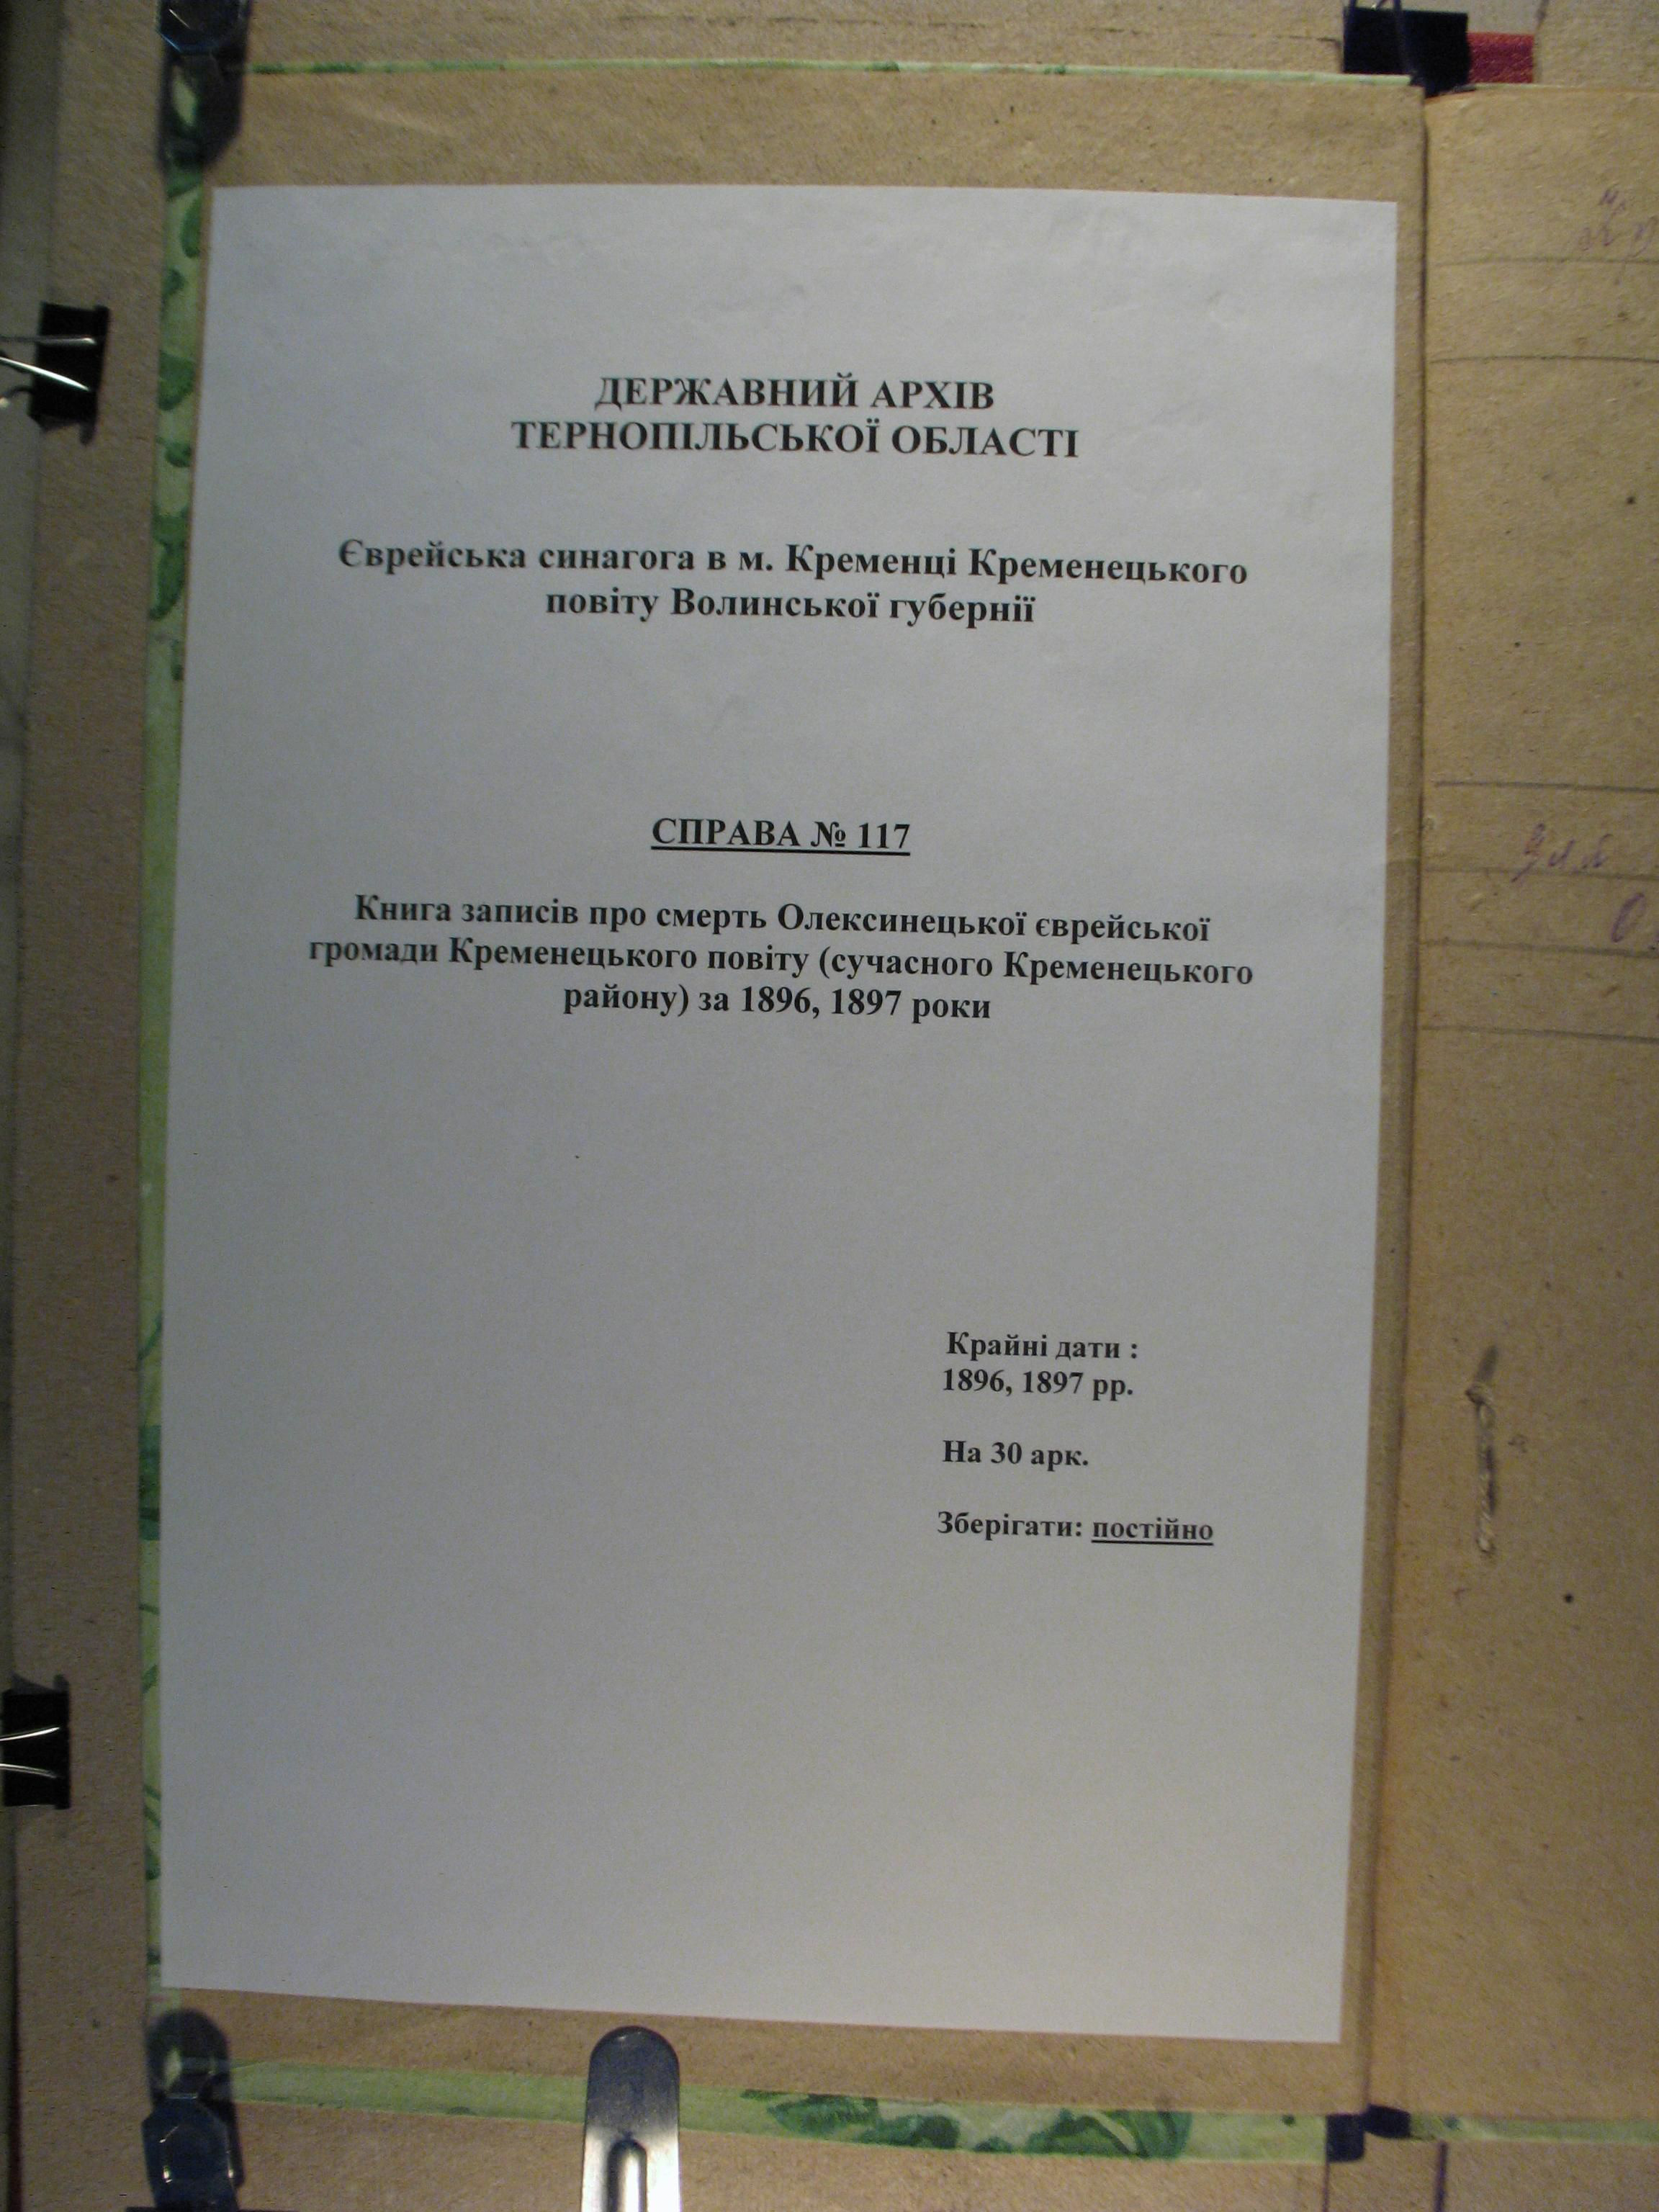 ДЕРЖАВНИЙ АРХІВ
ТЕРНОПІЛЬСЬКОЇ ОБЛАСТІ
Єврейська синагога в м. Кременці Кременецького
повіту Волинської губернії
СПРАВА № 117
Книга записів про смерть Олексинецької єврейської
громади Кременецького повіту (сучасного Кременецького
району) за 1896, 1897 роки
Крайні дати :
1896, 1897 рр.
На 30 арк.
Зберігати: постійно
для